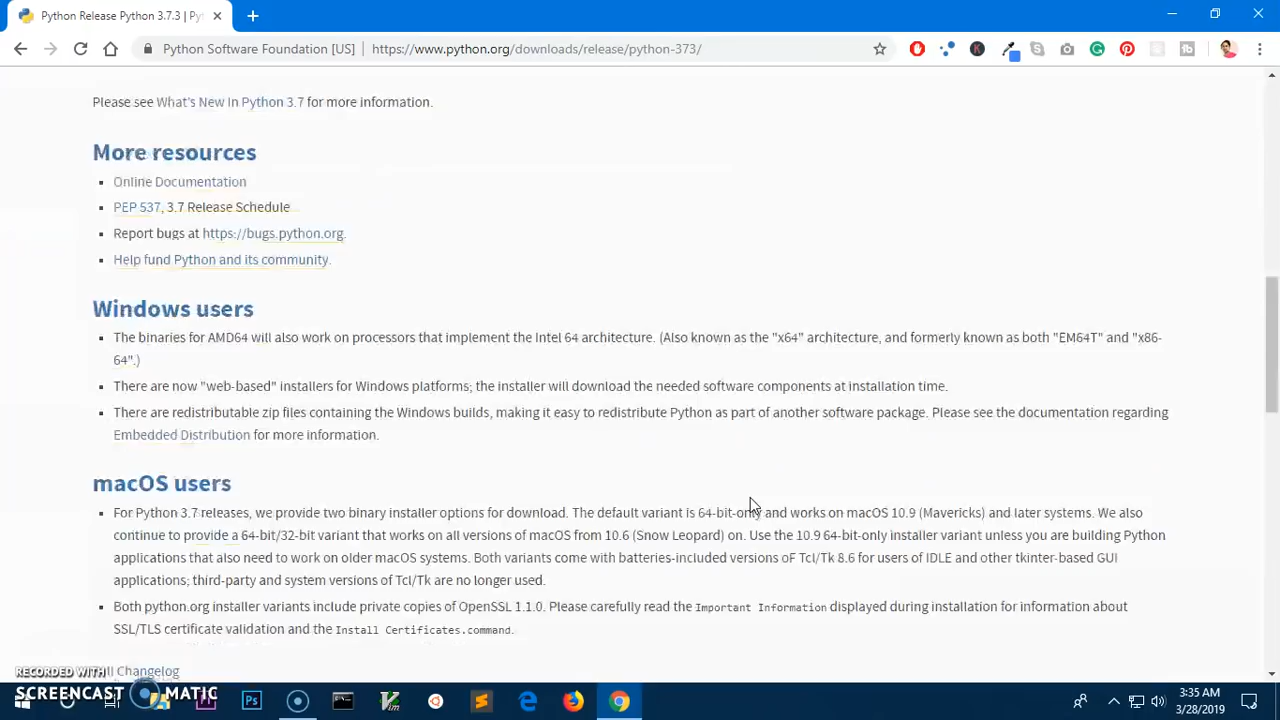 Python Release Python 3.7.3 | Py
Python Software Foundation [US] https://www.python.org/downloads/release/python-373/
Please see What's New In Python 3.7 for more information.
More resources
Online Documentation
PEP 537, 3.7 Release Schedule
Report bugs at https://bugs.python.org.
Help fund Python and its community.
Windows users
The binaries for AMD64 will also work on processors that implement the Intel 64 architecture. (Also known as the "x64" architecture, and formerly known as both "EM64T" and "x86-
64".)
There are now "web-based" installers for Windows platforms; the installer will download the needed software components at installation time.
There are redistributable zip files containing the Windows builds, making it easy to redistribute Python as part of another software package. Please see the documentation regarding
Embedded Distribution for more information.
macOS users
For Python 3.7 releases, we provide two binary installer options for download. The default variant is 64-bit-only and works on macOS 10.9 (Mavericks) and later systems. We also
continue to provide a 64-bit/32-bit variant that works on all versions of macOS from 10.6 (Snow Leopard) on. Use the 10.9 64-bit-only installer variant unless you are building Python
applications that also need to work on older macOS systems. Both variants come with batteries-included versions oF Tcl/Tk 8.6 for users of IDLE and other tkinter-based GUI
applications; third-party and system versions of Tcl/Tk are no longer used.
Both python.org installer variants include private copies of OpenSSL 1.1.0. Please carefully read the Important Information displayed during installation for information about
SSL/TLS certificate validation and the Install Certificates.command.
Changelog
RECORDED WITH
SCREENCAST MATIC
Ps
3:35 AM
3/28/2019